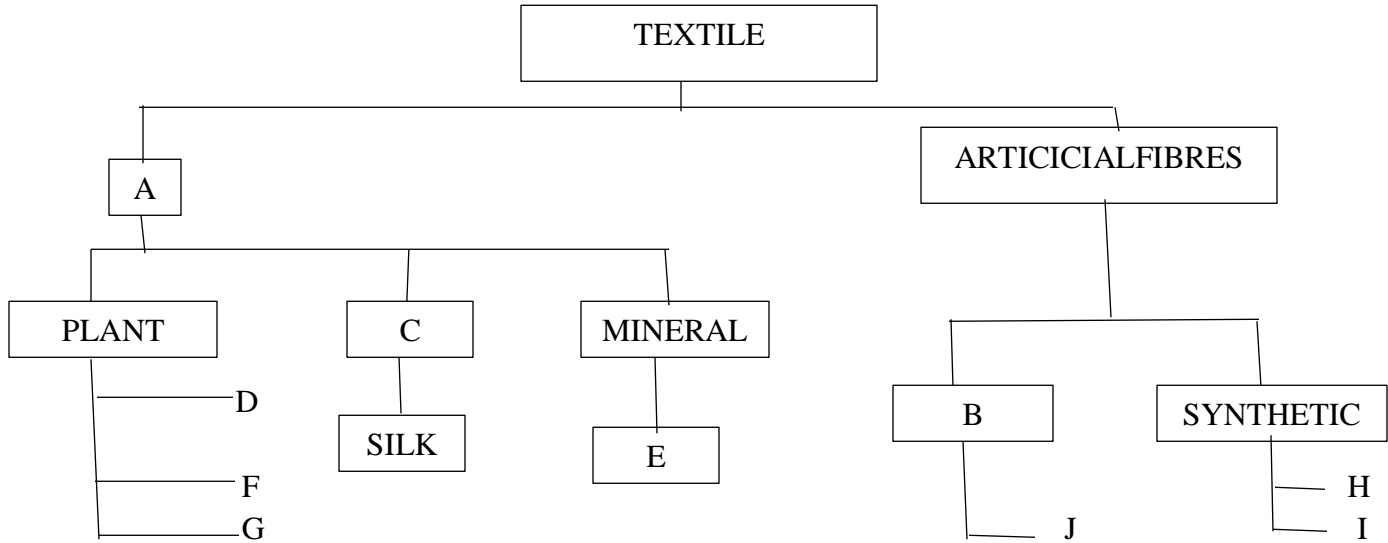 TEXTILE
ARTICICIALFIBRES
A
PLANT
C
MINERAL
B
SYNTHETIC
D
SILK
E
F
H
G
J
I